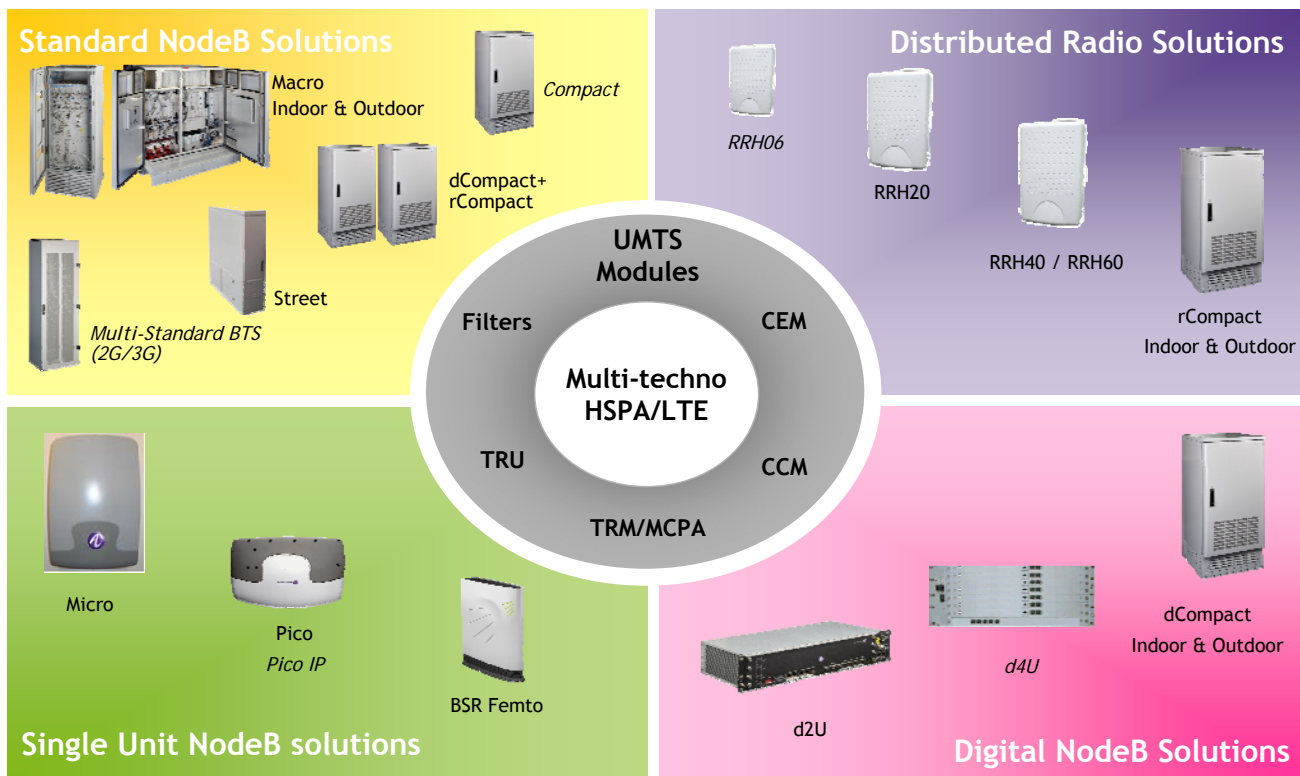 Standard NodeB Solutions
Macro
Indoor & Outdoor
Compact
dCompact+
rCompact
Street
Multi-Standard BTS
(2G/3G)
Distributed Radio Solutions
RRH06
RRH20
RRH40 / RRH60
rCompact
Indoor & Outdoor
UMTS
Modules
Filters
CEM
Multi-techno
HSPA/LTE
TRU
CCM
TRM/MCPA
Micro
Pico
Pico IP
BSR Femto
Single Unit NodeB solutions
dCompact
Indoor & Outdoor
d4U
d2U
Digital NodeB Solutions